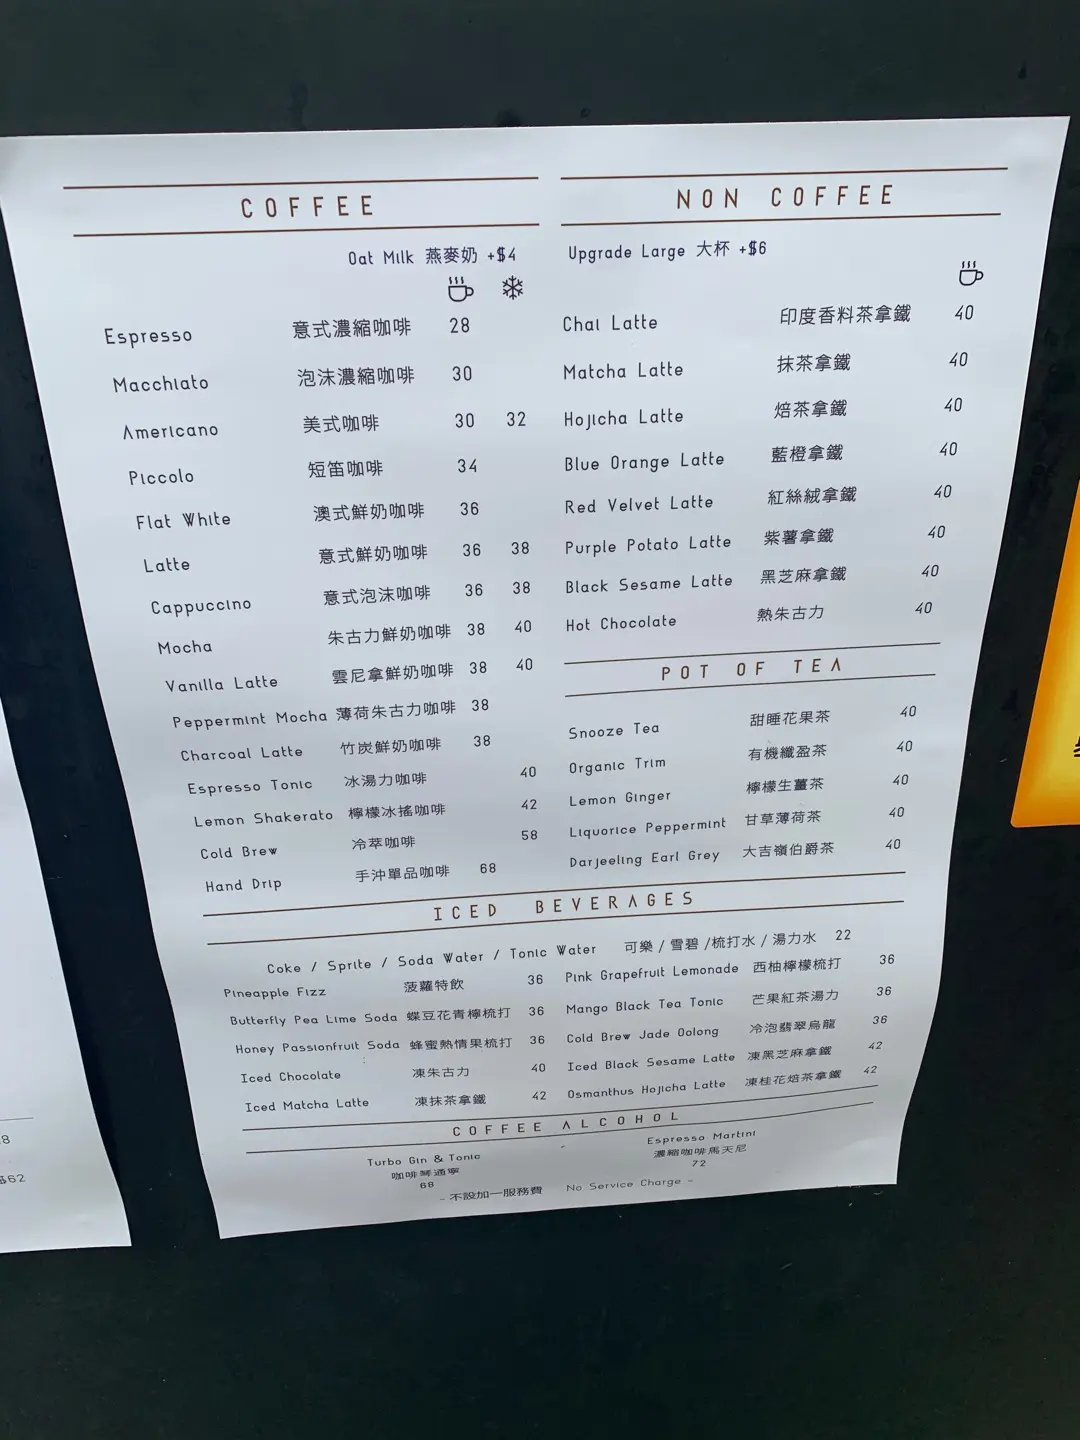 COFFEE
Oat Milk 燕麥奶 +$4
Espresso 意式濃縮咖啡 28
Macchiato 泡沫濃縮咖啡 30
Americano 美式咖啡 30 32
Piccolo 短笛咖啡 34
Flat White 澳式鮮奶咖啡 36
Latte 意式鮮奶咖啡 36 38
Cappuccino 意式泡沫咖啡 36 38
Mocha 朱古力鮮奶咖啡 38 40
Vanilla Latte 雲尼拿鮮奶咖啡 38 40
Peppermint Mocha 薄荷朱古力咖啡 38
Charcoal Latte 竹炭鮮奶咖啡 38
Espresso Tonic 冰湯力咖啡 40
Lemon Shakerato 檸檬冰搖咖啡 42
Cold Brew 冷萃咖啡 58
Hand Drip 手沖單品咖啡 68
NON COFFEE
Upgrade Large 大杯 +$6
Chai Latte 印度香料茶拿鐵 40
Matcha Latte 抹茶拿鐵 40
Hojicha Latte 焙茶拿鐵 40
Blue Orange Latte 藍橙拿鐵 40
Red Velvet Latte 紅絲絨拿鐵 40
Purple Potato Latte 紫薯拿鐵 40
Black Sesame Latte 黑芝麻拿鐵 40
Hot Chocolate 熱朱古力 40
POT OF TEA
Snooze Tea 甜睡花果茶 40
Organic Trim 有機纖盈茶 40
Lemon Ginger 檸檬生薑茶 40
Liquorice Peppermint 甘草薄荷茶 40
Darjeeling Earl Grey 大吉嶺伯爵茶 40
ICED BEVERAGES
Coke / Sprite / Soda Water / Tonic Water 可樂 / 雪碧 /梳打水 / 湯力水 22
Pineapple Fizz 菠蘿特飲 36
Butterfly Pea Lime Soda 蝶豆花青檸梳打 36
Honey Passionfruit Soda 蜂蜜熱情果梳打 36
Iced Chocolate 凍朱古力 40
Iced Matcha Latte 凍抹茶拿鐵 42
Pink Grapefruit Lemonade 西柚檸檬梳打 36
Mango Black Tea Tonic 芒果紅茶湯力 36
Cold Brew Jade Oolong 冷泡翡翠烏龍 36
Iced Black Sesame Latte 凍黑芝麻拿鐵 42
Osmanthus Hojicha Latte 凍桂花焙茶拿鐵 42
COFFEE ALCOHOL
Turbo Gin & Tonic
咖啡琴通寧
68
Espresso Martini
濃縮咖啡馬天尼
72
- 不設加一服務費 No Service Charge -
$62